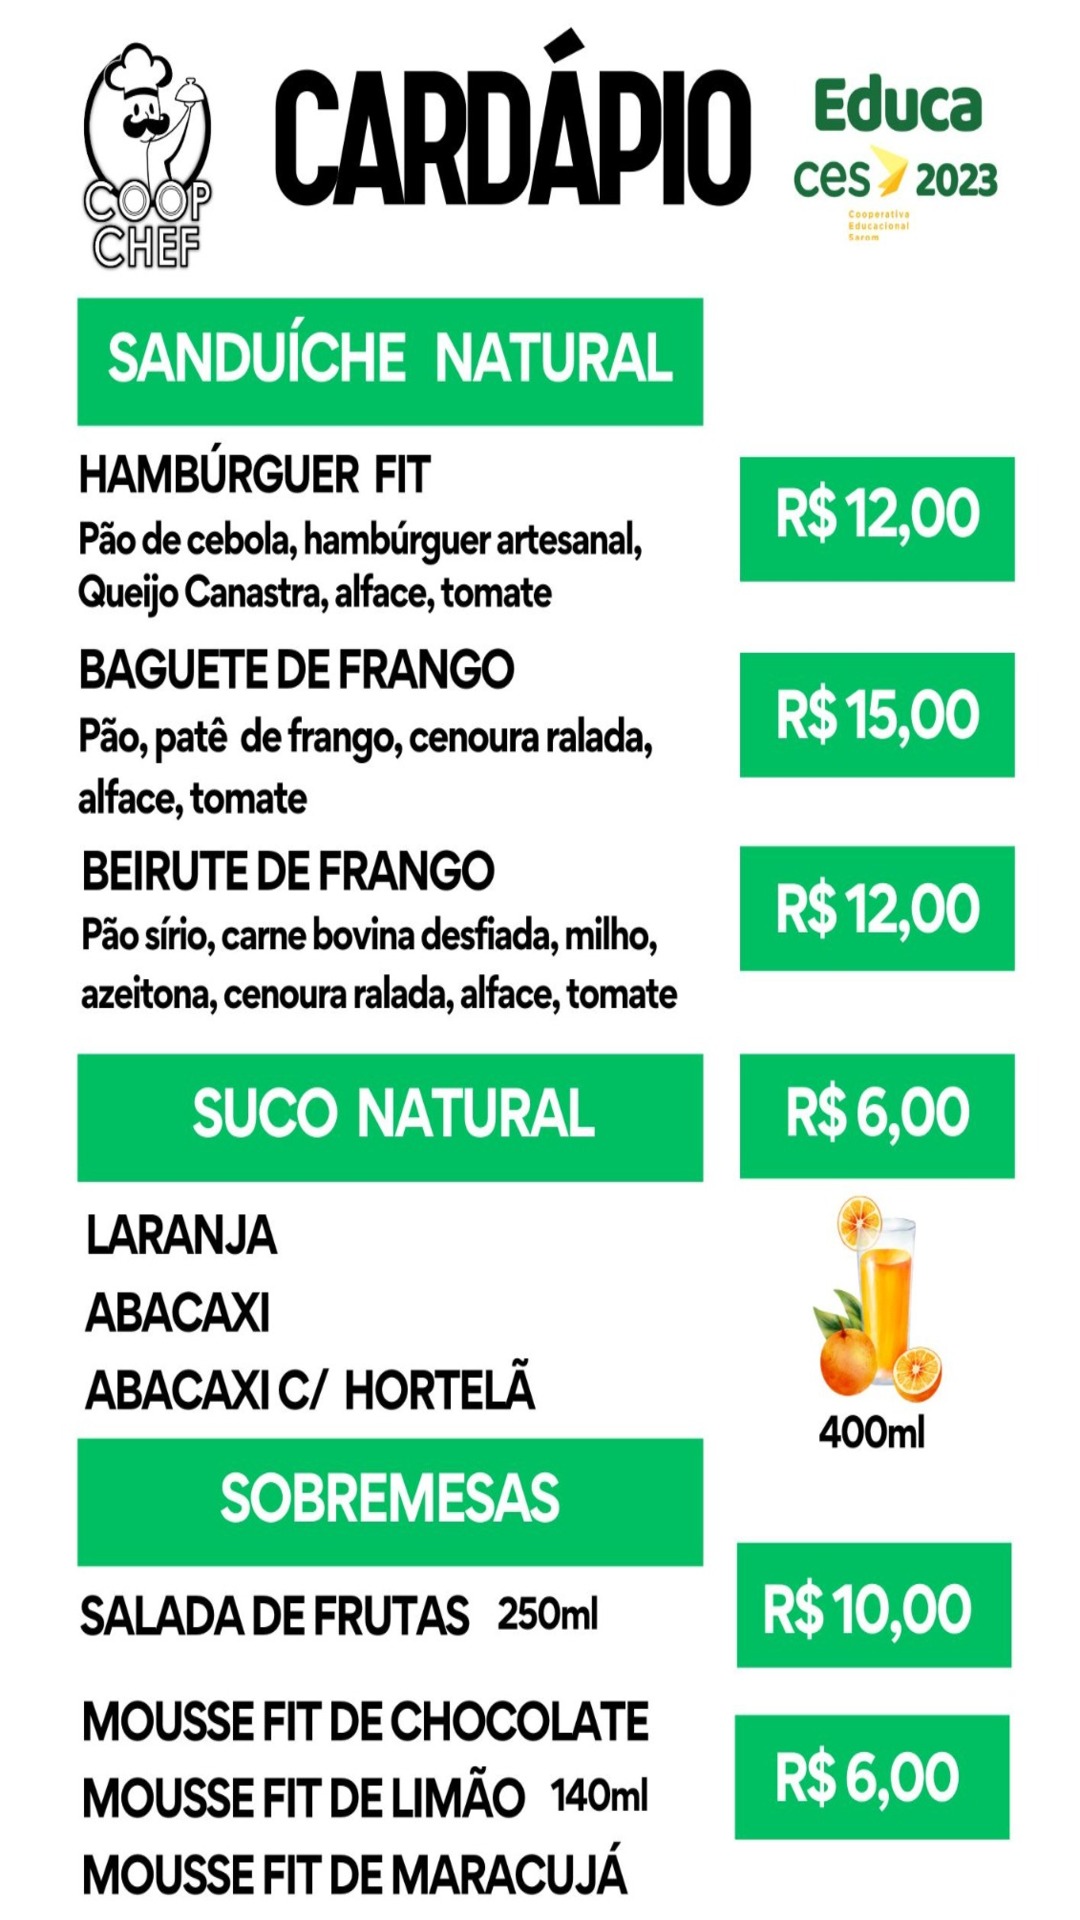 COOP
CHEF
CARDÁPIO
Educa
ces 2023
Cooperativa
Educacional
Sarom
SANDUÍCHE NATURAL
HAMBÚRGUER FIT
R$ 12,00
Pão de cebola, hambúrguer artesanal,
Queijo Canastra, alface, tomate
BAGUETE DE FRANGO
R$ 15,00
Pão, patê de frango, cenoura ralada,
alface, tomate
BEIRUTE DE FRANGO
R$ 12,00
Pão sírio, carne bovina desfiada, milho,
azeitona, cenoura ralada, alface, tomate
SUCO NATURAL
R$ 6,00
LARANJA
ABACAXI
ABACAXI C/ HORTELÃ
400ml
SOBREMESAS
SALADA DE FRUTAS 250ml
R$ 10,00
MOUSSE FIT DE CHOCOLATE
MOUSSE FIT DE LIMÃO 140ml
R$ 6,00
MOUSSE FIT DE MARACUJÁ